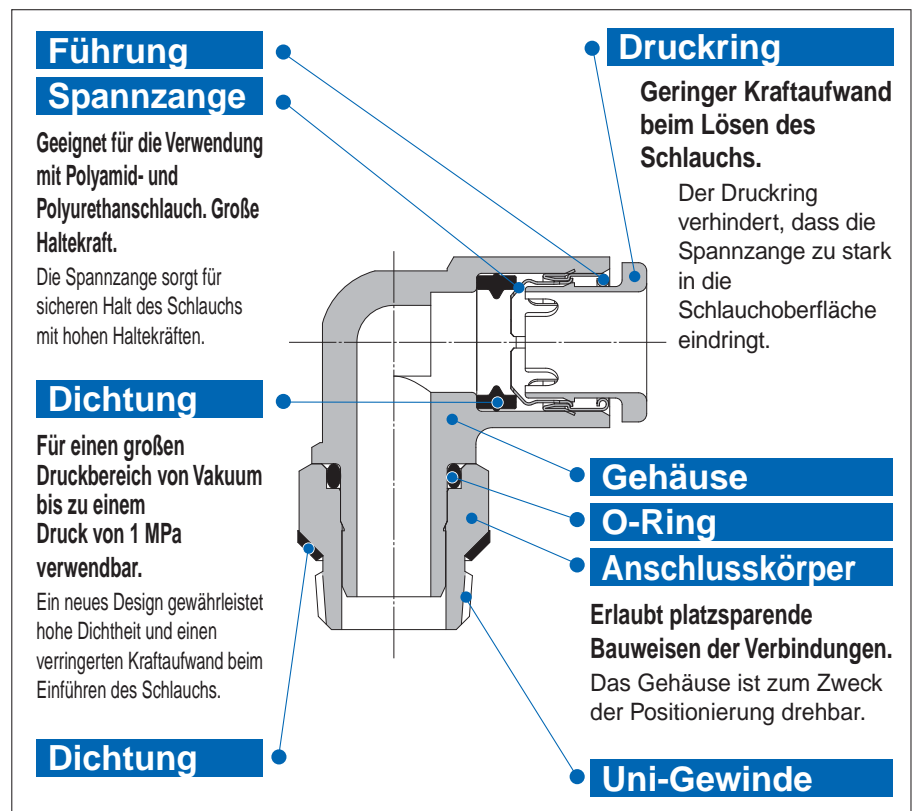 Führung
Spannzange
Geeignet für die Verwendung
mit Polyamid- und
Polyurethanschlauch. Große
Haltekraft.
Die Spannzange sorgt für
sicheren Halt des Schlauchs
mit hohen Haltekräften.
Dichtung
Für einen großen
Druckbereich von Vakuum
bis zu einem
Druck von 1 MPa
verwendbar.
Ein neues Design gewährleistet
hohe Dichtheit und einen
verringerten Kraftaufwand beim
Einführen des Schlauchs.
Dichtung
Druckring
Geringer Kraftaufwand
beim Lösen des
Schlauchs.
Der Druckring
verhindert, dass die
Spannzange zu stark
in die
Schlauchoberfläche
eindringt.
Gehäuse
O-Ring
Anschlusskörper
Erlaubt platzsparende
Bauweisen der Verbindungen.
Das Gehäuse ist zum Zweck
der Positionierung drehbar.
Uni-Gewinde